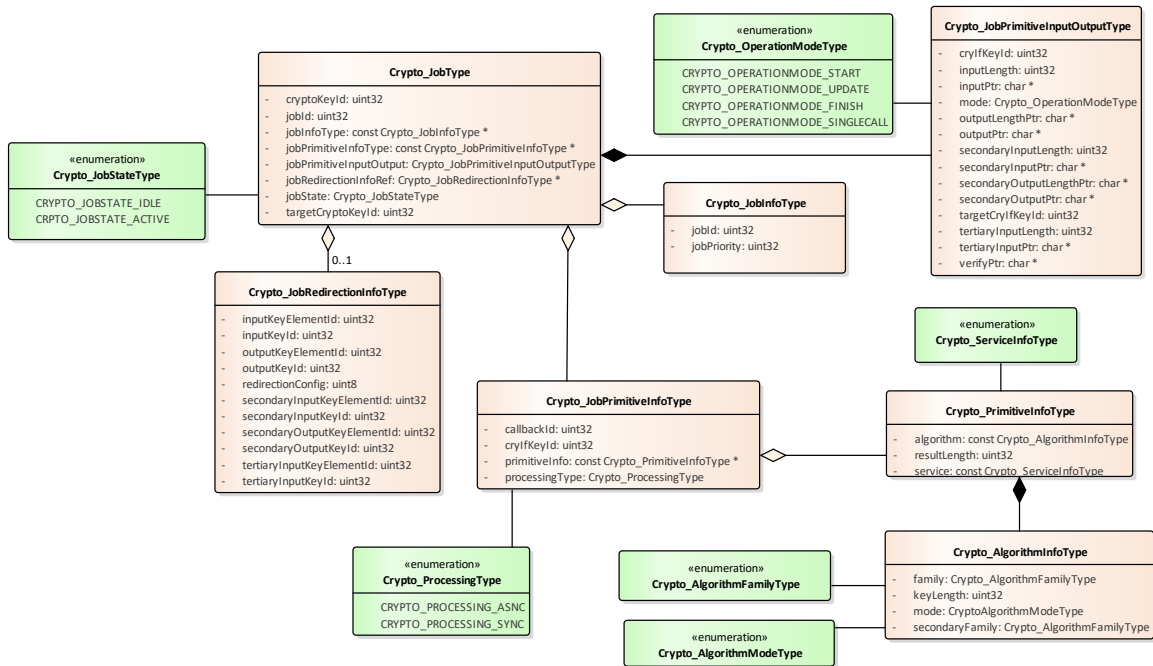 «enumeration»
Crypto_OperationModeType
CRYPTO_OPERATIONMODE_START
CRYPTO_OPERATIONMODE_UPDATE
CRYPTO_OPERATIONMODE_FINISH
CRYPTO_OPERATIONMODE_SINGLECALL
Crypto_JobPrimitiveInputOutputType
- cryIfKeyId: uint32
- inputLength: uint32
- inputPtr: char *
- mode: Crypto_OperationModeType
- outputLengthPtr: char *
- outputPtr: char *
- secondaryInputLength: uint32
- secondaryInputPtr: char *
- secondaryOutputLengthPtr: char *
- secondaryOutputPtr: char *
- targetCryIfKeyId: uint32
- tertiaryInputLength: uint32
- tertiaryInputPtr: char *
- verifyPtr: char *
Crypto_JobType
- cryptoKeyId: uint32
- jobId: uint32
- jobInfoType: const Crypto_JobInfoType *
- jobPrimitiveInfoType: const Crypto_JobPrimitiveInfoType *
- jobPrimitiveInputOutput: Crypto_JobPrimitiveInputOutputType
- jobRedirectionInfoRef: Crypto_JobRedirectionInfoType *
- jobState: Crypto_JobStateType
- targetCryptoKeyId: uint32
«enumeration»
Crypto_JobStateType
CRYPTO_JOBSTATE_IDLE
CRPTO_JOBSTATE_ACTIVE
Crypto_JobInfoType
- jobId: uint32
- jobPriority: uint32
0..1
Crypto_JobRedirectionInfoType
- inputKeyElementId: uint32
- inputKeyId: uint32
- outputKeyElementId: uint32
- outputKeyId: uint32
- redirectionConfig: uint8
- secondaryInputKeyElementId: uint32
- secondaryInputKeyId: uint32
- secondaryOutputKeyElementId: uint32
- secondaryOutputKeyId: uint32
- tertiaryInputKeyElementId: uint32
- tertiaryInputKeyId: uint32
«enumeration»
Crypto_ServiceInfoType
Crypto_JobPrimitiveInfoType
- callbackId: uint32
- cryIfKeyId: uint32
- primitiveInfo: const Crypto_PrimitiveInfoType *
- processingType: Crypto_ProcessingType
Crypto_PrimitiveInfoType
- algorithm: const Crypto_AlgorithmInfoType
- resultLength: uint32
- service: const Crypto_ServiceInfoType
«enumeration»
Crypto_ProcessingType
CRYPTO_PROCESSING_ASNC
CRYPTO_PROCESSING_SYNC
«enumeration»
Crypto_AlgorithmFamilyType
Crypto_AlgorithmInfoType
- family: Crypto_AlgorithmFamilyType
- keyLength: uint32
- mode: CryptoAlgorithmModeType
- secondaryFamily: Crypto_AlgorithmFamilyType
«enumeration»
Crypto_AlgorithmModeType